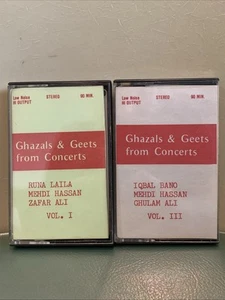 Low Noise STEREO 90 MIN.
HI OUTPUT
Ghazals & Geets
from Concerts
RUNA LAILA
MEHDI HASSAN
ZAFAR ALI
VOL. I
Low Noise STEREO 90 MIN.
HI OUTPUT
Ghazals & Geets
from Concerts
IQBAL BANO
MEHDI HASSAN
GHULAM ALI
VOL. III